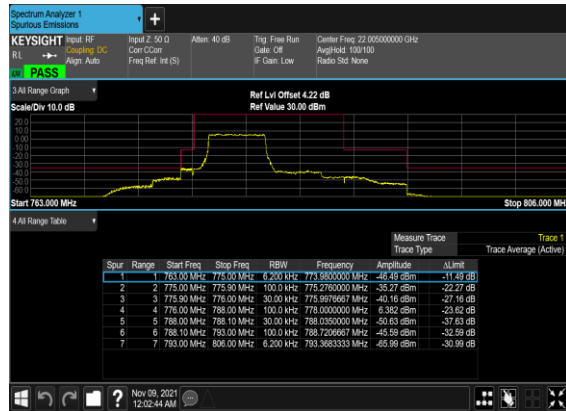 Spectrum Analyzer 1
Spurious Emissions
KEYSIGHT Input: RF Input Z: 50 Ω Atten: 40 dB Trig: Free Run Center Freq: 22.005000000 GHz
RL Coupling: DC Corr CCorr Gate: Off Avg|Hold: 100/100
Align: Auto Freq Ref: Int (S) IF Gain: Low Radio Std: None
PASS
3 All Range Graph
Ref Lvl Offset 4.22 dB
Scale/Div 10.0 dB Ref Value 30.00 dBm
20.0
10.0
0.00
-10.0
-20.0
-30.0
-40.0
-50.0
-60.0
Start 763.000 MHz Stop 806.000 MH
4 All Range Table
Measure Trace Trace 1
Trace Type Trace Average (Active)
Spur Range Start Freq Stop Freq RBW Frequency Amplitude ΔLimit
1 1 763.00 MHz 775.00 MHz 6.200 kHz 773.9800000 MHz -46.49 dBm -11.49 dB
2 2 775.00 MHz 775.90 MHz 100.0 kHz 775.2760000 MHz -35.27 dBm -22.27 dB
3 3 775.90 MHz 776.00 MHz 30.00 kHz 775.9976667 MHz -40.16 dBm -27.16 dB
4 4 776.00 MHz 788.00 MHz 100.0 kHz 778.0000000 MHz 6.382 dBm -23.62 dB
5 5 788.00 MHz 788.10 MHz 30.00 kHz 788.0350000 MHz -50.63 dBm -37.63 dB
6 6 788.10 MHz 793.00 MHz 100.0 kHz 788.7206667 MHz -45.59 dBm -32.59 dB
7 7 793.00 MHz 806.00 MHz 6.200 kHz 793.3683333 MHz -65.99 dBm -30.99 dB
? Nov 09, 2021
12:02:44 AM